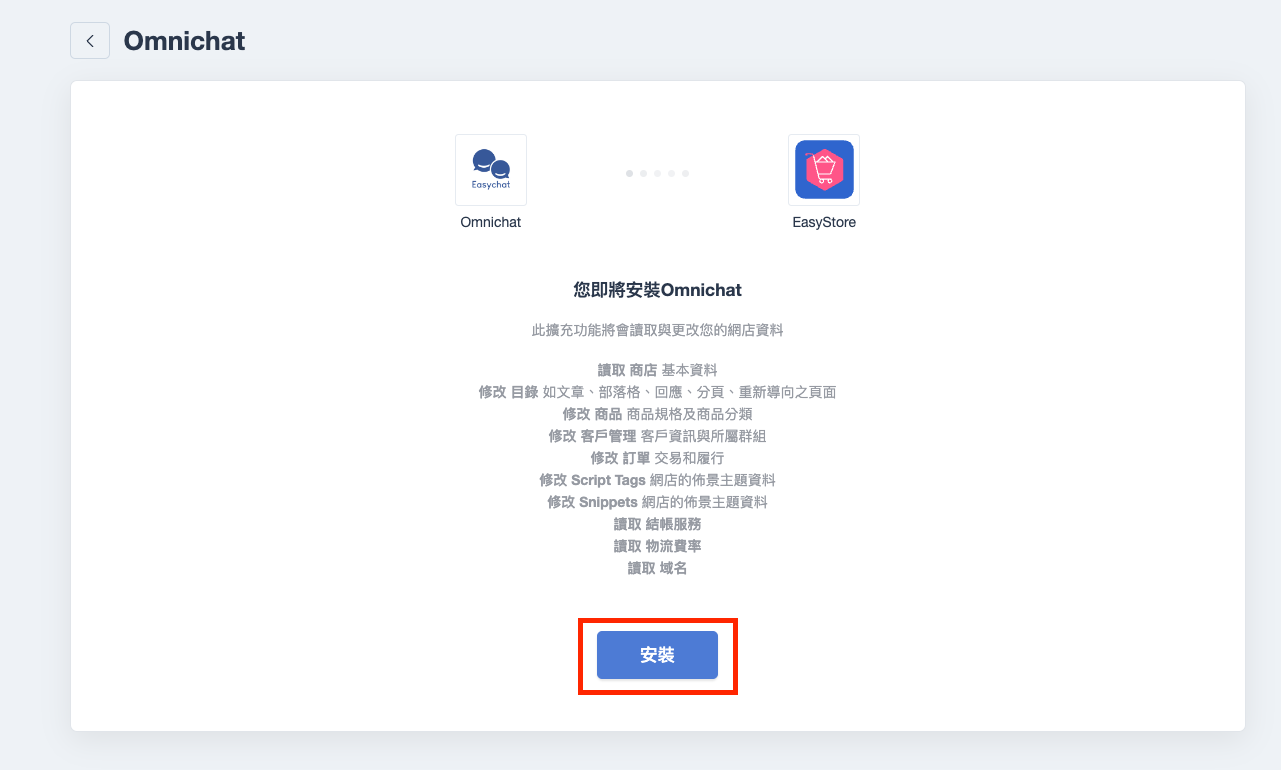 Omnichat
Easychat
Omnichat
EasyStore
您即將安裝Omnichat
此擴充功能將會讀取與更改您的網店資料
讀取 商店 基本資料
修改 目錄 如文章、部落格、回應、分頁、重新導向之頁面
修改 商品 商品規格及商品分類
修改 客戶管理 客戶資訊與所屬群組
修改 訂單 交易和履行
修改 Script Tags 網店的佈景主題資料
修改 Snippets 網店的佈景主題資料
讀取 結帳服務
讀取 物流費率
讀取 域名
安裝